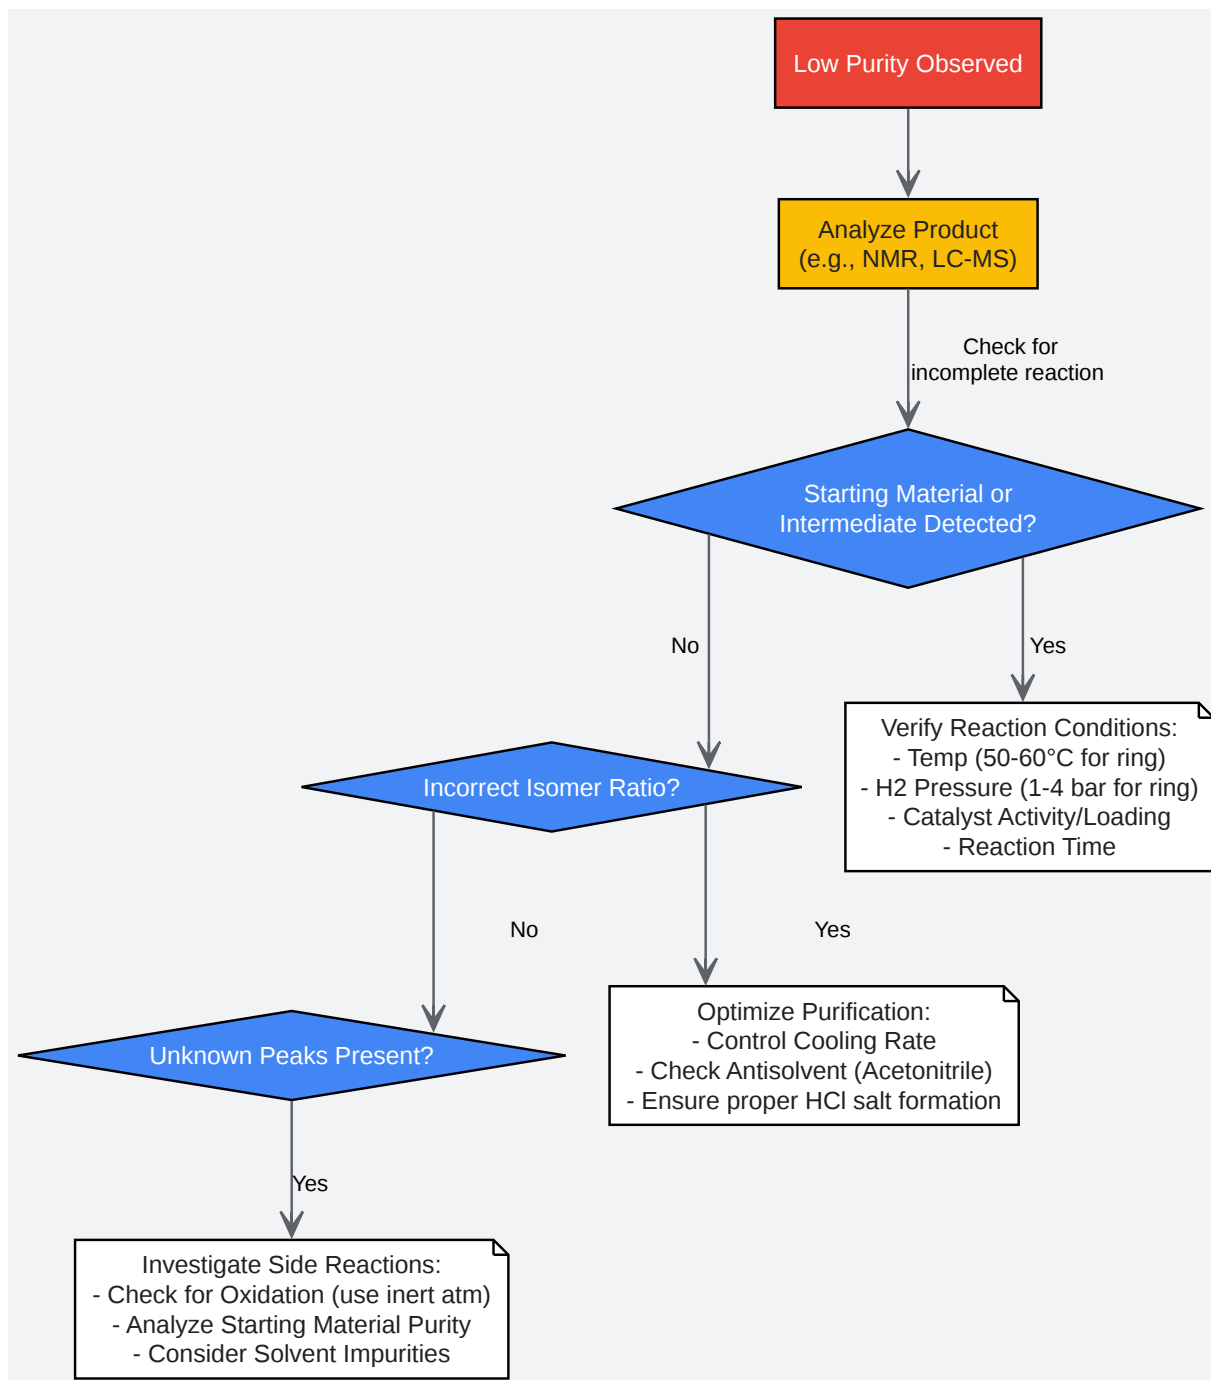 Low Purity Observed
Analyze Product
(e.g., NMR, LC-MS)
Check for
incomplete reaction
Starting Material or
Intermediate Detected?
No
Yes
Verify Reaction Conditions:
- Temp (50-60°C for ring)
- H2 Pressure (1-4 bar for ring)
- Catalyst Activity/Loading
- Reaction Time
Incorrect Isomer Ratio?
No
Yes
Optimize Purification:
- Control Cooling Rate
- Check Antisolvent (Acetonitrile)
- Ensure proper HCl salt formation
Unknown Peaks Present?
Yes
Investigate Side Reactions:
- Check for Oxidation (use inert atm)
- Analyze Starting Material Purity
- Consider Solvent Impurities